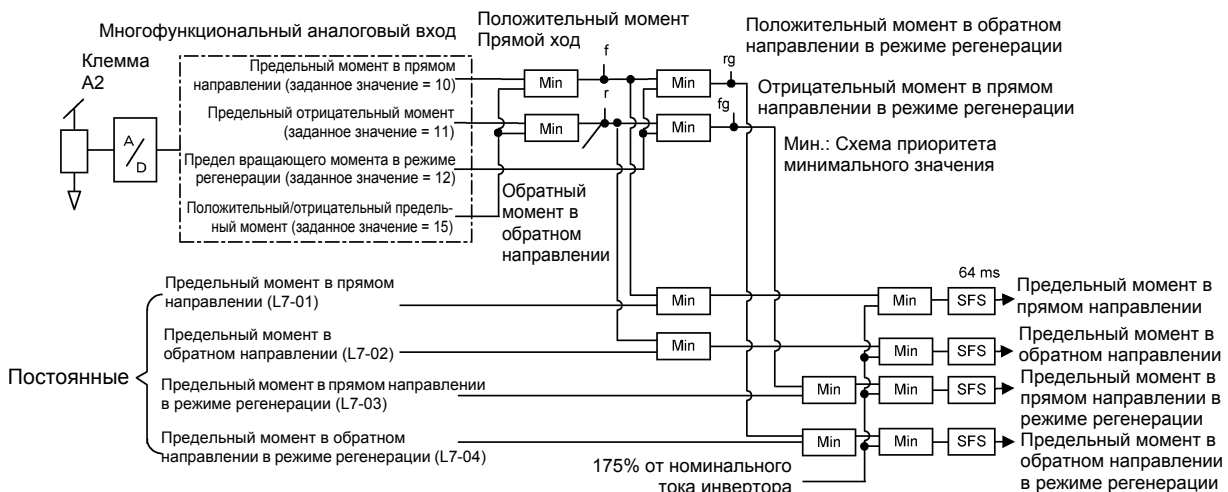 Многофункциональный аналоговый вход
Положительный момент
Прямой ход
Положительный момент в обратном
направлении в режиме регенерации
Клемма
A2
Предельный момент в прямом
направлении (заданное значение = 10)
Предельный отрицательный момент
(заданное значение = 11)
Предел вращающего момента в режиме
регенерации (заданное значение = 12)
Положительный/отрицательный предель-
ный момент (заданное значение = 15)
A/D
f
Min
Min
rg
r
Min
Min
fg
Отрицательный момент в прямом
направлении в режиме регенерации
Мин.: Схема приоритета
минимального значения
Обратный
момент в
обратном
направлении
Постоянные
Предельный момент в прямом
направлении (L7-01)
Предельный момент в
обратном направлении (L7-02)
Предельный момент в прямом направлении
в режиме регенерации (L7-03)
Предельный момент в обратном
направлении в режиме регенерации (L7-04)
64 ms
Min
Min
SFS
Предельный момент в
прямом направлении
Min
Min
SFS
Предельный момент в
обратном направлении
Min
Min
SFS
Предельный момент в
прямом направлении в
режиме регенерации
Min
Min
SFS
Предельный момент в
обратном направлении
в режиме регенерации
175% от номинального
тока инвертора